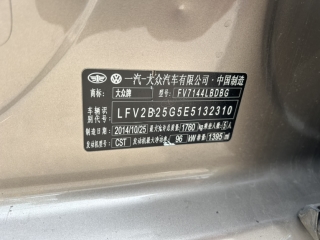 一汽-大众汽车有限公司·中国制造
商标: 大众牌 型号: FV7144LBDBG
车辆识别代号: LFV2B25G5E5132310
制造日期 2014/10/25 最大允许总质量 1760 kg 乘坐人数 5 人
发动机型号 CST 发动机最大净功率 96 kW 发动机排量 1395 ml